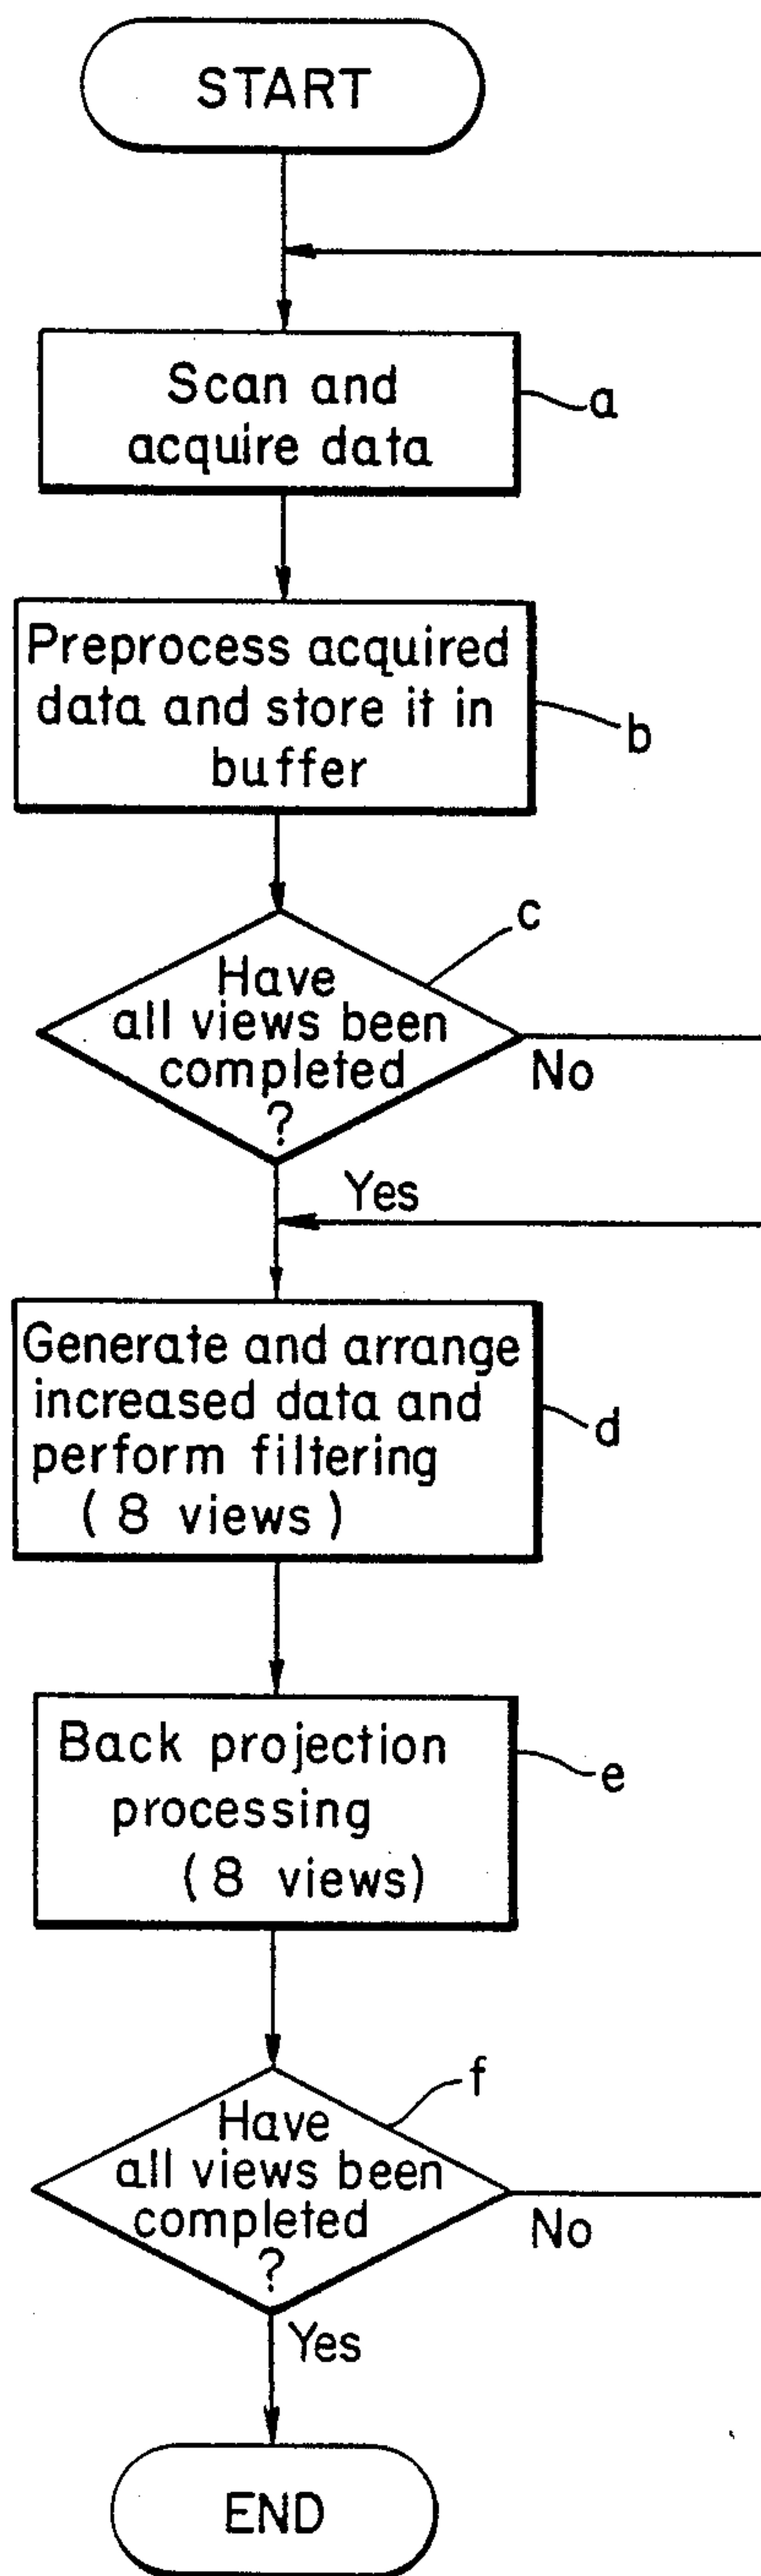 START
Scan and
acquire data
a
Preprocess acquired
data and store it in
buffer
b
c
Have
all views been
completed
?
No
Yes
Generate and arrange
increased data and
perform filtering
(8 views)
d
Back projection
processing
(8 views)
e
f
Have
all views been
completed
?
No
Yes
END